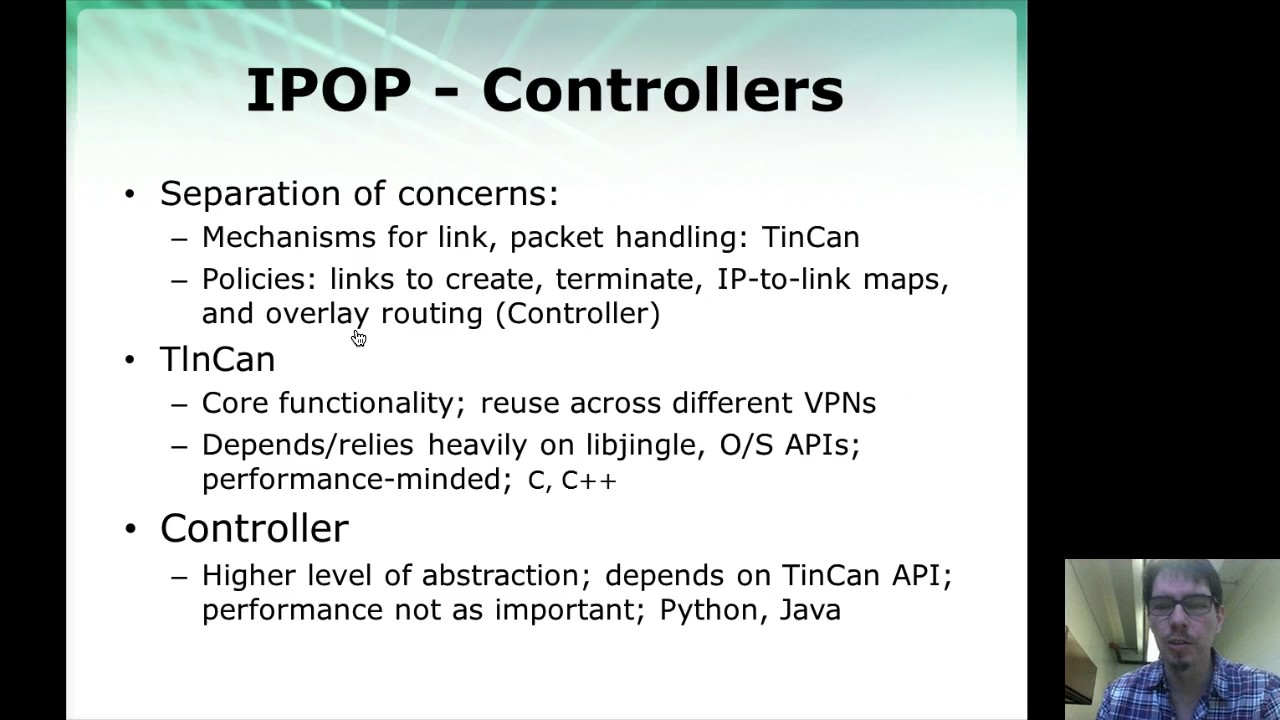 IPOP - Controllers
• Separation of concerns:
– Mechanisms for link, packet handling: TinCan
– Policies: links to create, terminate, IP-to-link maps,
and overlay routing (Controller)
• TlnCan
– Core functionality; reuse across different VPNs
– Depends/relies heavily on libjingle, O/S APIs;
performance-minded; C, C++
• Controller
– Higher level of abstraction; depends on TinCan API;
performance not as important; Python, Java